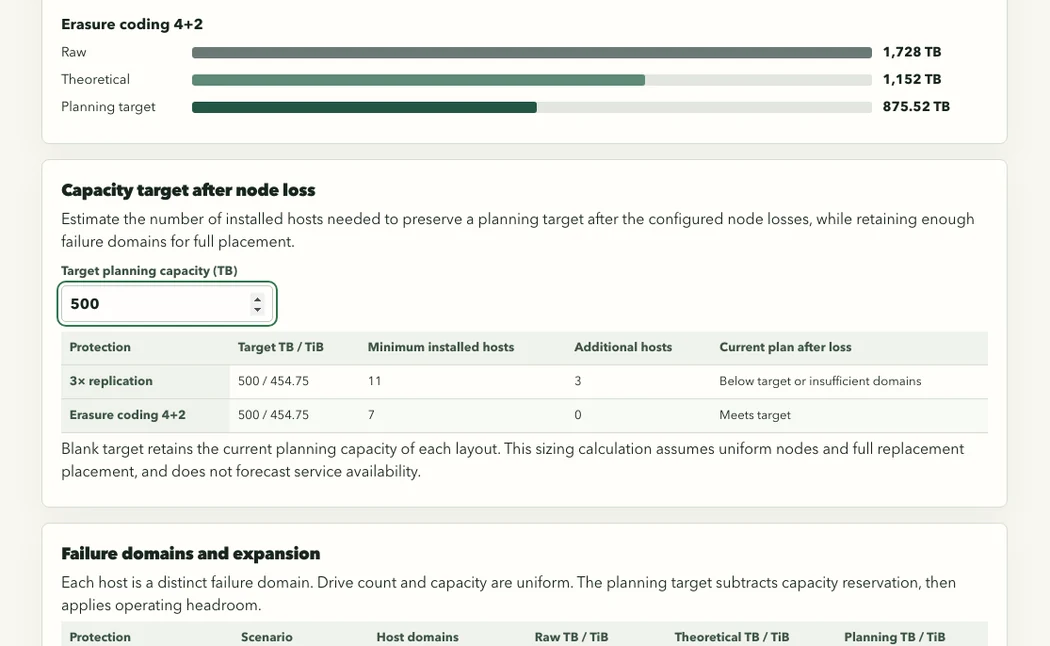 Erasure coding 4+2
Raw 1,728 TB
Theoretical 1,152 TB
Planning target 875.52 TB
Capacity target after node loss
Estimate the number of installed hosts needed to preserve a planning target after the configured node losses, while retaining enough
failure domains for full placement.
Target planning capacity (TB)
500
Protection Target TB / TiB Minimum installed hosts Additional hosts Current plan after loss
3× replication 500 / 454.75 11 3 Below target or insufficient domains
Erasure coding 4+2 500 / 454.75 7 0 Meets target
Blank target retains the current planning capacity of each layout. This sizing calculation assumes uniform nodes and full replacement
placement, and does not forecast service availability.
Failure domains and expansion
Each host is a distinct failure domain. Drive count and capacity are uniform. The planning target subtracts capacity reservation, then
applies operating headroom.
Protection Scenario Host domains Raw TB / TiB Theoretical TB / TiB Planning TB / TiB